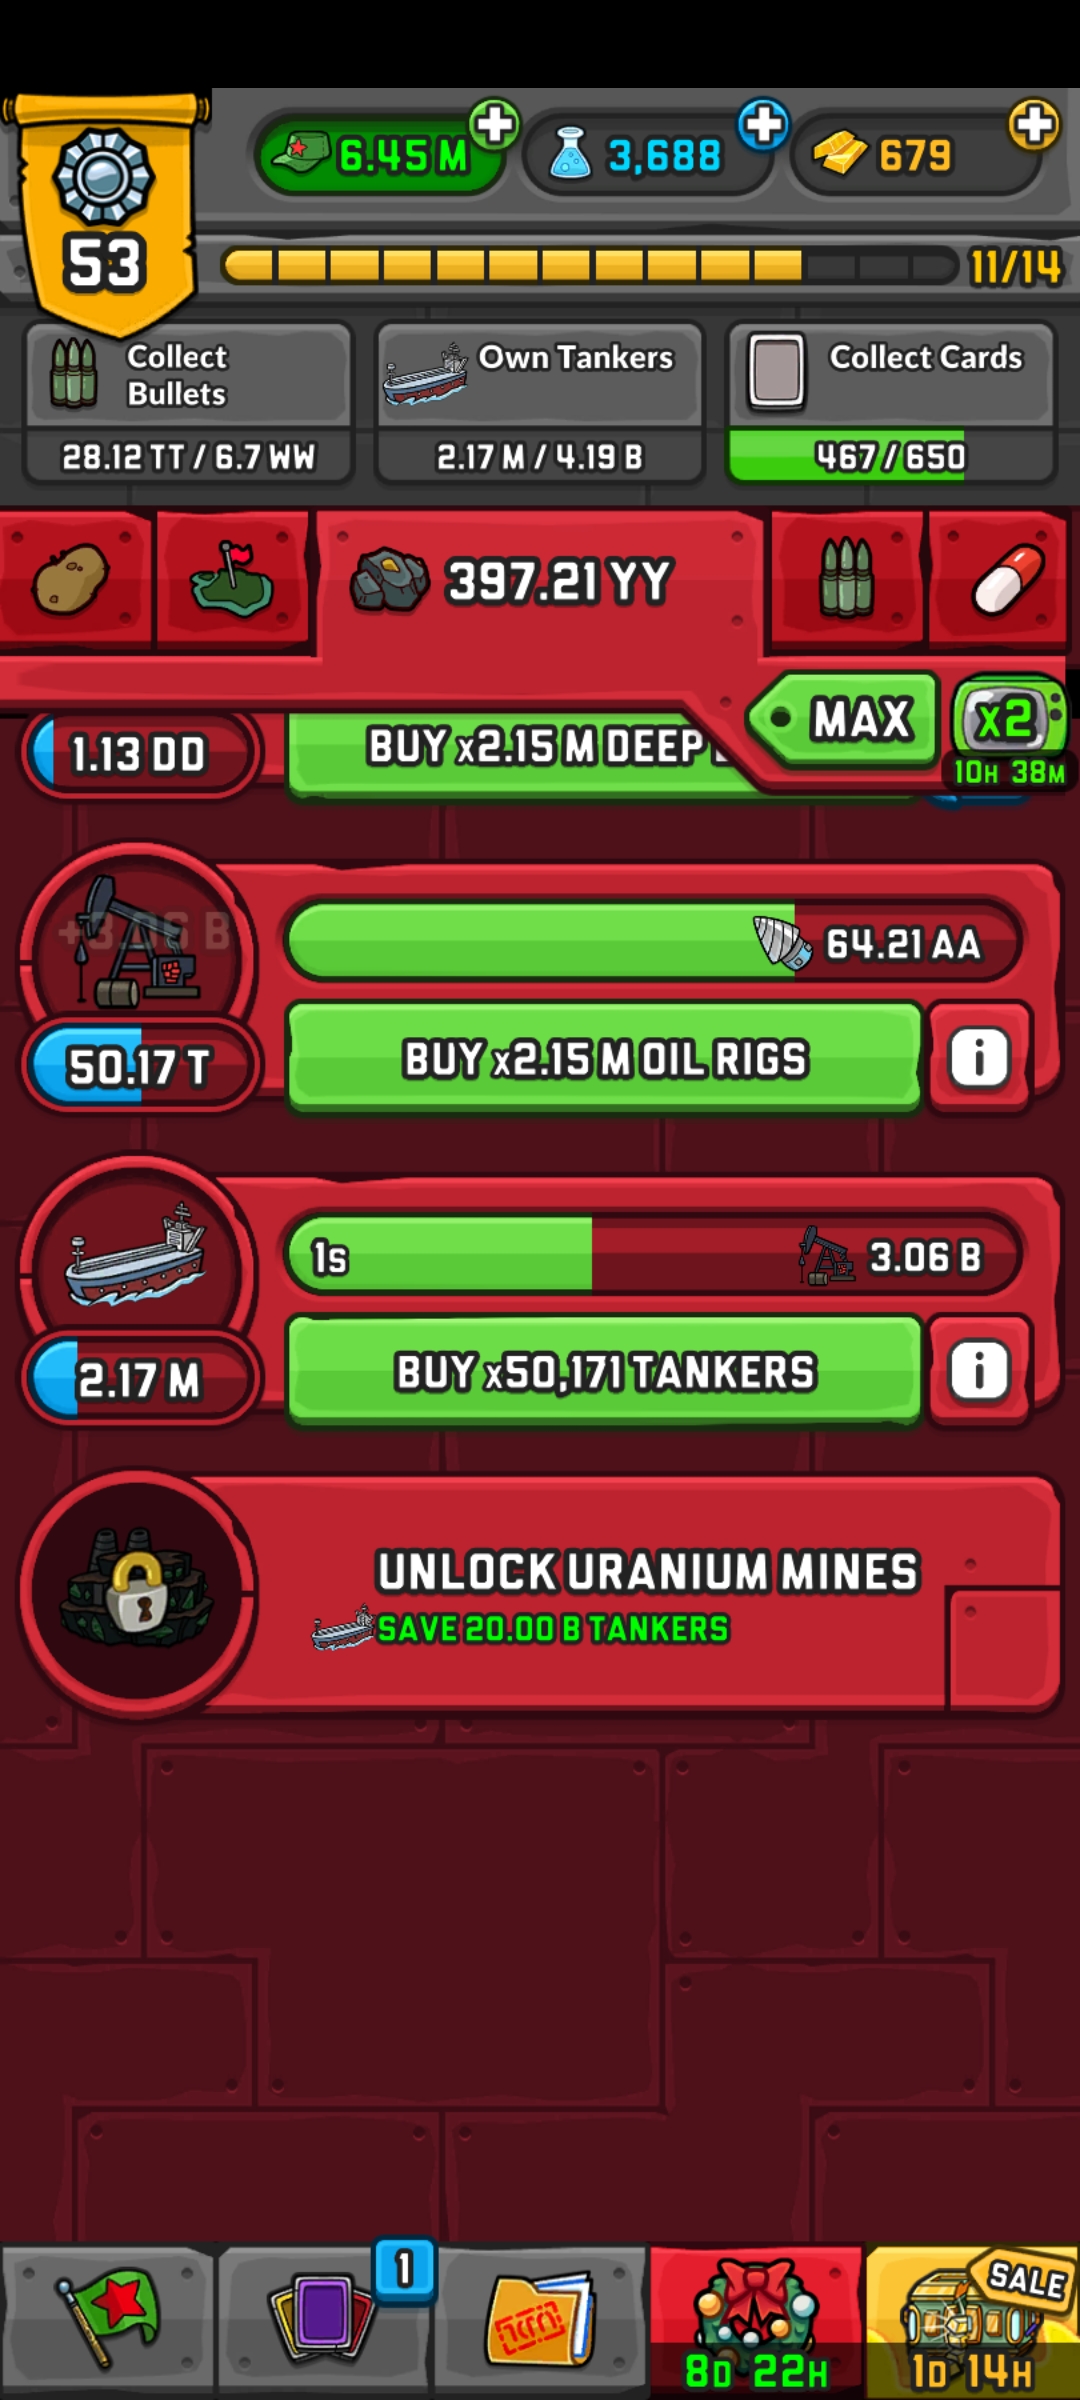 6.45 M
3,688
679
53
11/14
Collect
Bullets
28.12 TT / 6.7 WW
Own Tankers
2.17 M / 4.19 B
Collect Cards
467 / 650
397.21 YY
MAX
x2
10H 38M
1.13 DD
BUY x2.15 M DEEP
+3.06 B
64.21 AA
50.17 T
BUY x2.15 M OIL RIGS
i
1s
3.06 B
2.17 M
BUY x50,171 TANKERS
i
UNLOCK URANIUM MINES
SAVE 20.00 B TANKERS
1
SALE
8D 22H
1D 14H